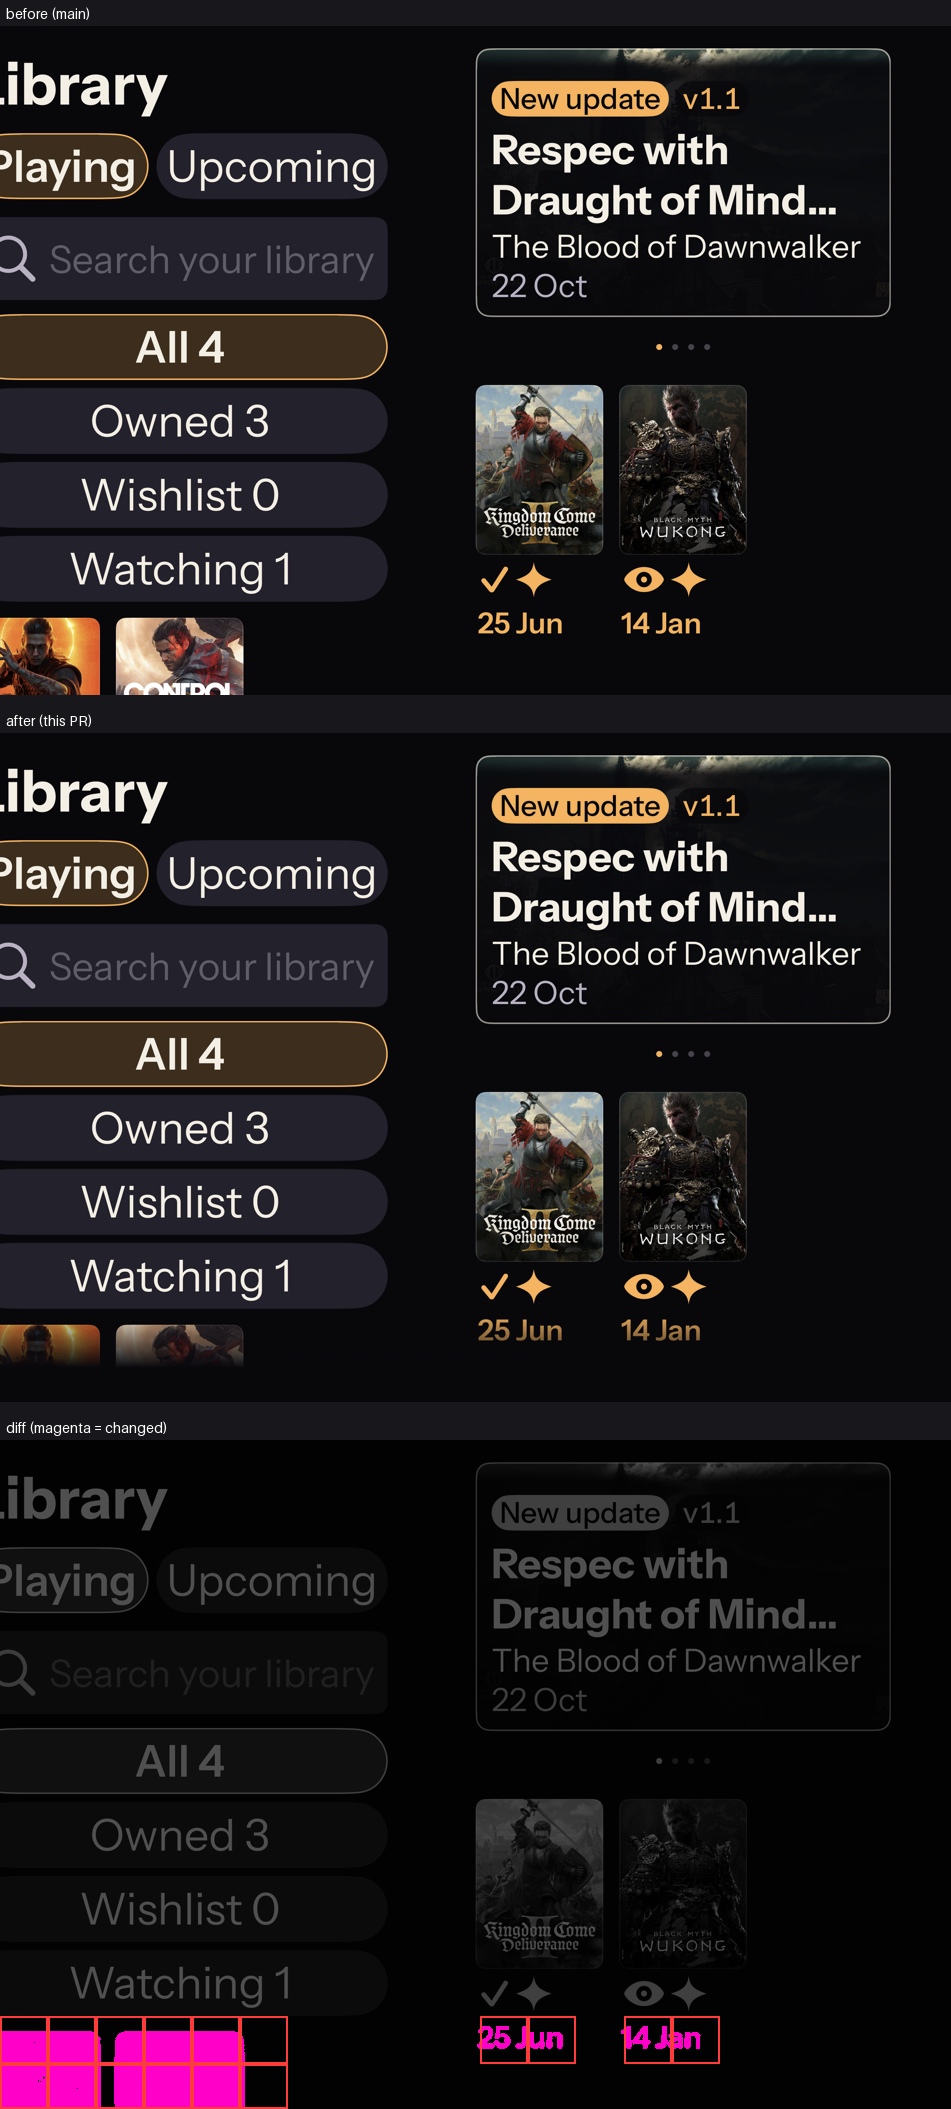 before (main)
Library
Playing Upcoming
Search your library
All 4
Owned 3
Wishlist 0
Watching 1
CONTROL
New update v1.1
Respec with
Draught of Mind...
The Blood of Dawnwalker
22 Oct
Kingdom Come
II
Deliverance
BLACK MYTH
WUKONG
25 Jun 14 Jan
after (this PR)
Library
Playing Upcoming
Search your library
All 4
Owned 3
Wishlist 0
Watching 1
New update v1.1
Respec with
Draught of Mind...
The Blood of Dawnwalker
22 Oct
Kingdom Come
II
Deliverance
BLACK MYTH
WUKONG
25 Jun 14 Jan
diff (magenta = changed)
Library
Playing Upcoming
Search your library
All 4
Owned 3
Wishlist 0
Watching 1
New update v1.1
Respec with
Draught of Mind...
The Blood of Dawnwalker
22 Oct
Kingdom Come
II
Deliverance
BLACK MYTH
WUKONG
25 Jun 14 Jan